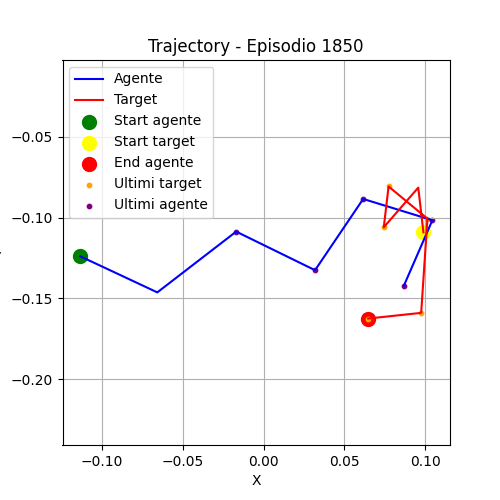 Trajectory - Episodio 1850
Agente
Target
Start agente
Start target
End agente
Ultimi target
Ultimi agente
−0.05
−0.10
−0.15
−0.20
−0.10
−0.05
0.00
0.05
0.10
X